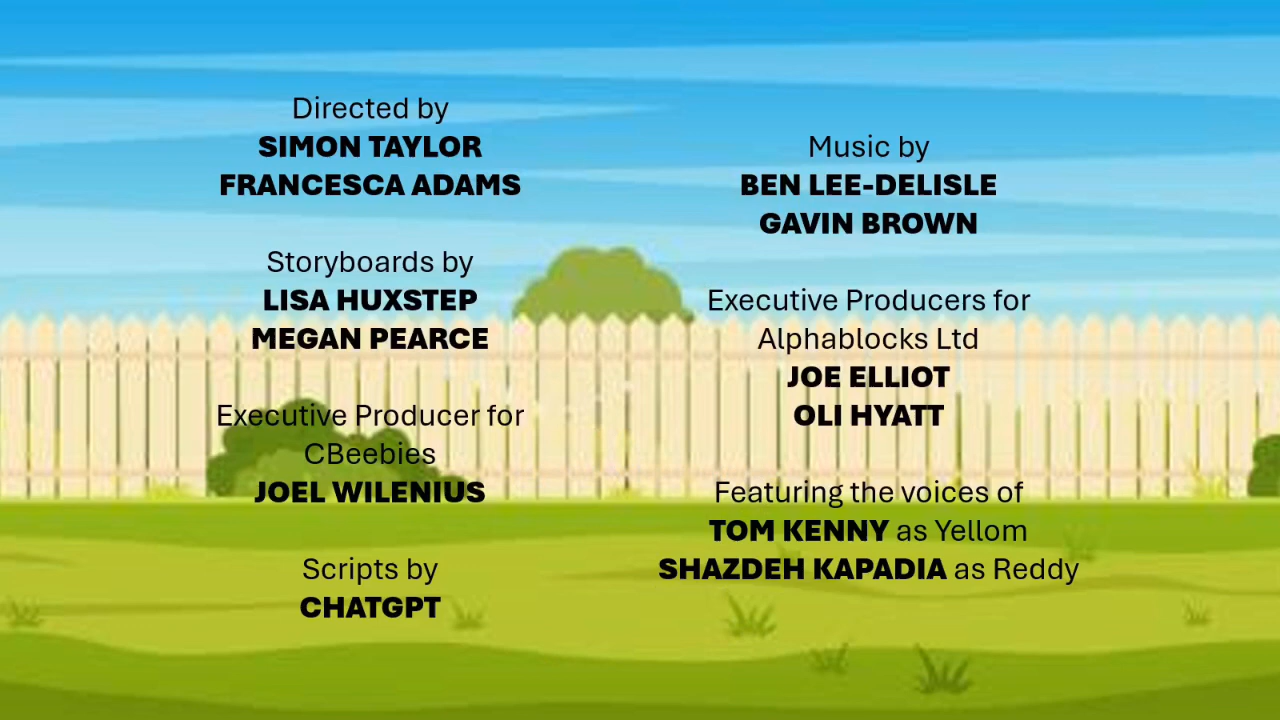 Directed by
SIMON TAYLOR
FRANCESCA ADAMS
Storyboards by
LISA HUXSTEP
MEGAN PEARCE
Executive Producer for
CBeebies
JOEL WILENIUS
Scripts by
CHATGPT
Music by
BEN LEE-DELISLE
GAVIN BROWN
Executive Producers for
Alphablocks Ltd
JOE ELLIOT
OLI HYATT
Featuring the voices of
TOM KENNY as Yellom
SHAZDEH KAPADIA as Reddy